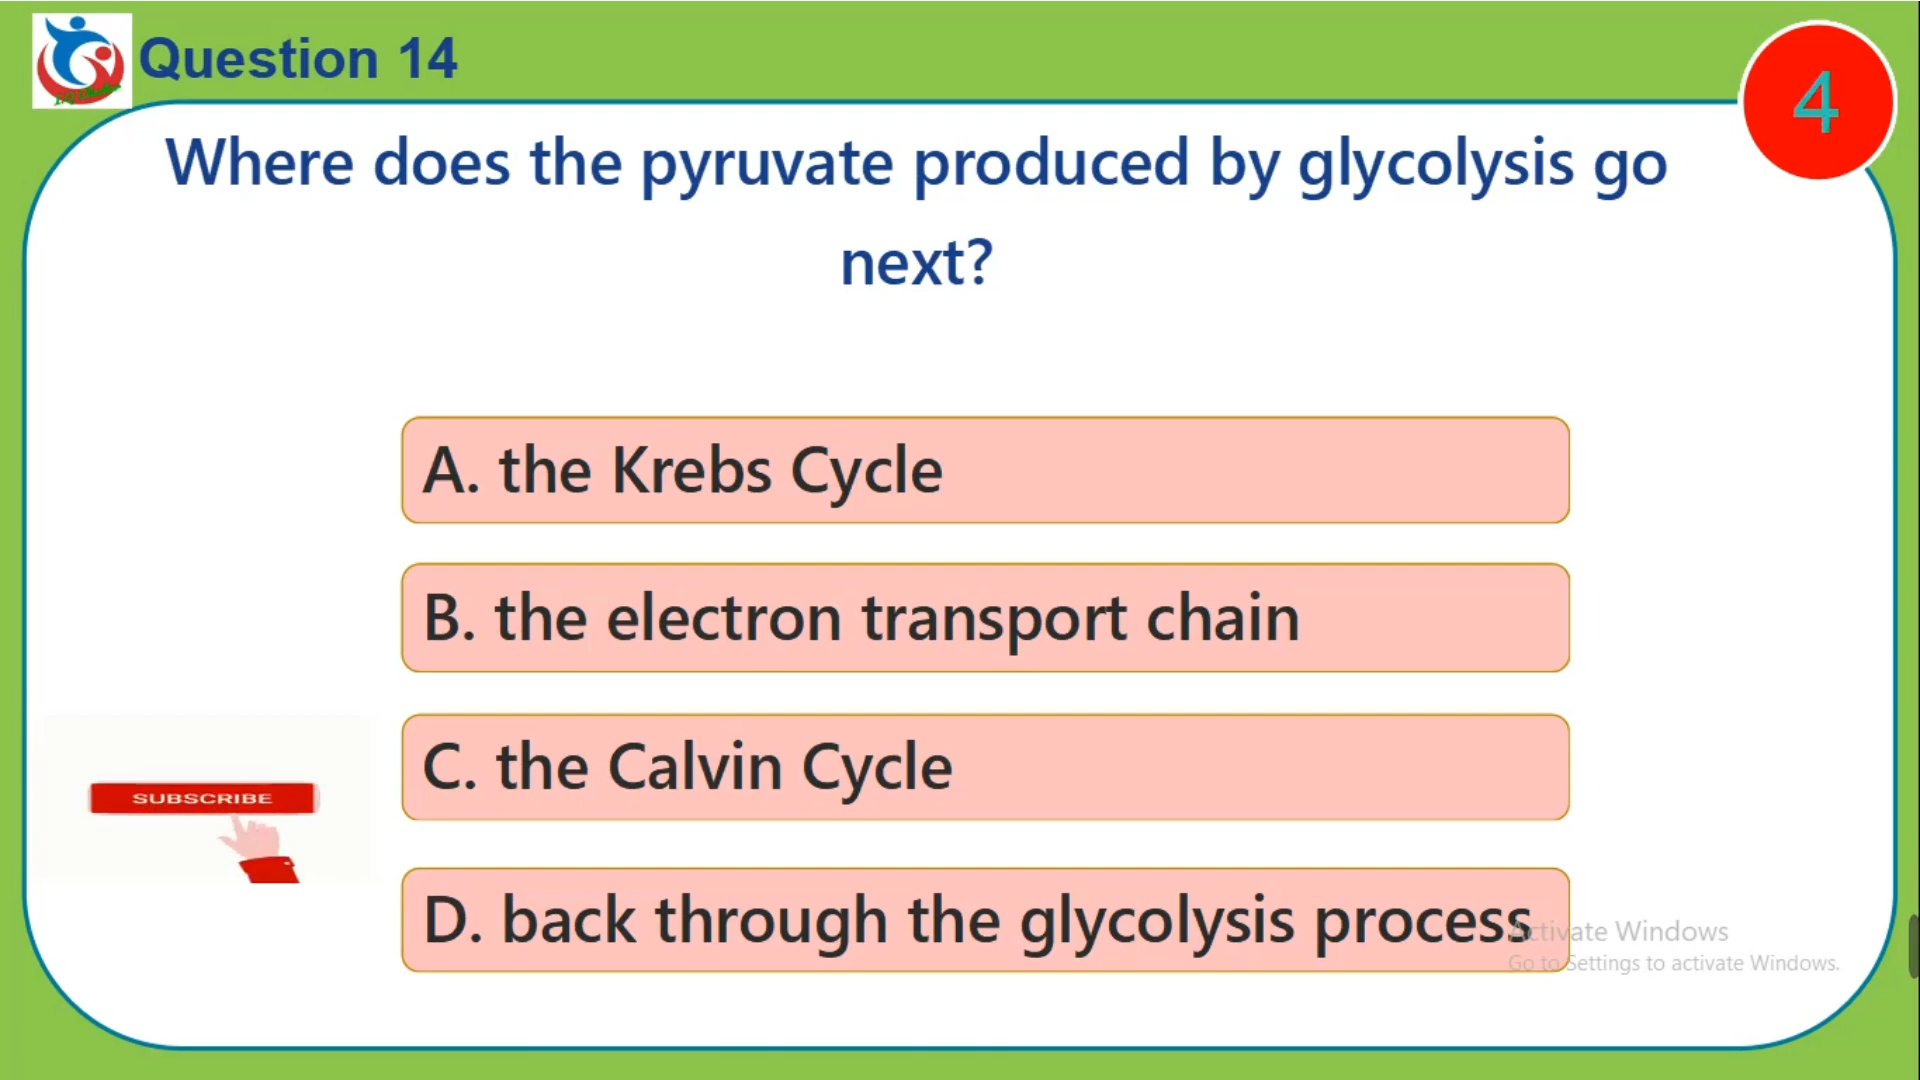 Question 14
4
Where does the pyruvate produced by glycolysis go
next?
A. the Krebs Cycle
B. the electron transport chain
C. the Calvin Cycle
SUBSCRIBE
D. back through the glycolysis process
Activate Windows
Go to Settings to activate Windows.